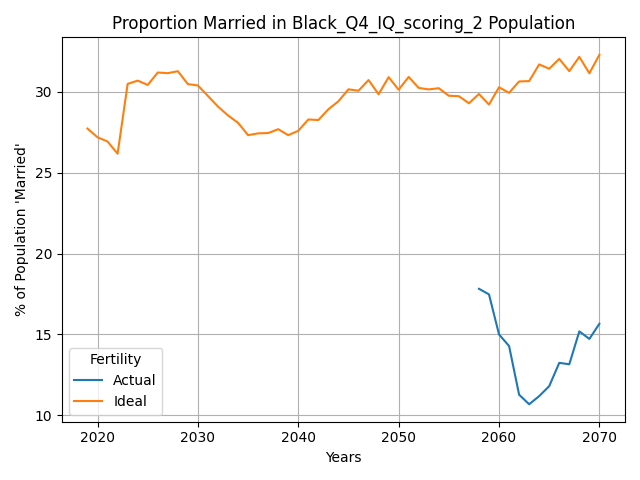 Proportion Married in Black_Q4_IQ_scoring_2 Population
% of Population 'Married'
30
25
20
15
10
Fertility
Actual
Ideal
2020 2030 2040 2050 2060 2070
Years